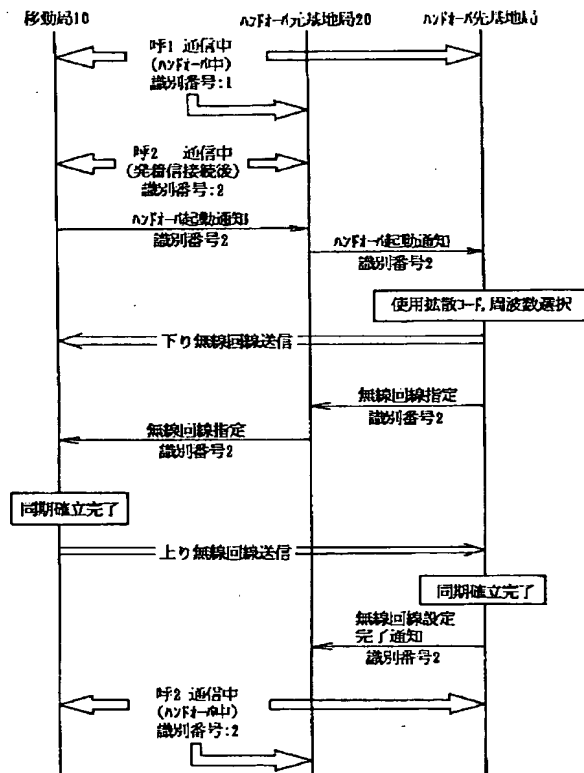 移動局10
ハンドオーバ元基地局20
ハンドオーバ先基地局
呼1 通信中
(ハンドオーバ中)
識別番号:1
呼2 通信中
(発着信接続後)
識別番号:2
ハンドオーバ起動通知
識別番号2
ハンドオーバ起動通知
識別番号2
使用拡散コード,周波数選択
下り無線回線送信
無線回線指定
識別番号2
無線回線指定
識別番号2
同期確立完了
上り無線回線送信
同期確立完了
無線回線設定
完了通知
識別番号2
呼2 通信中
(ハンドオーバ中)
識別番号:2